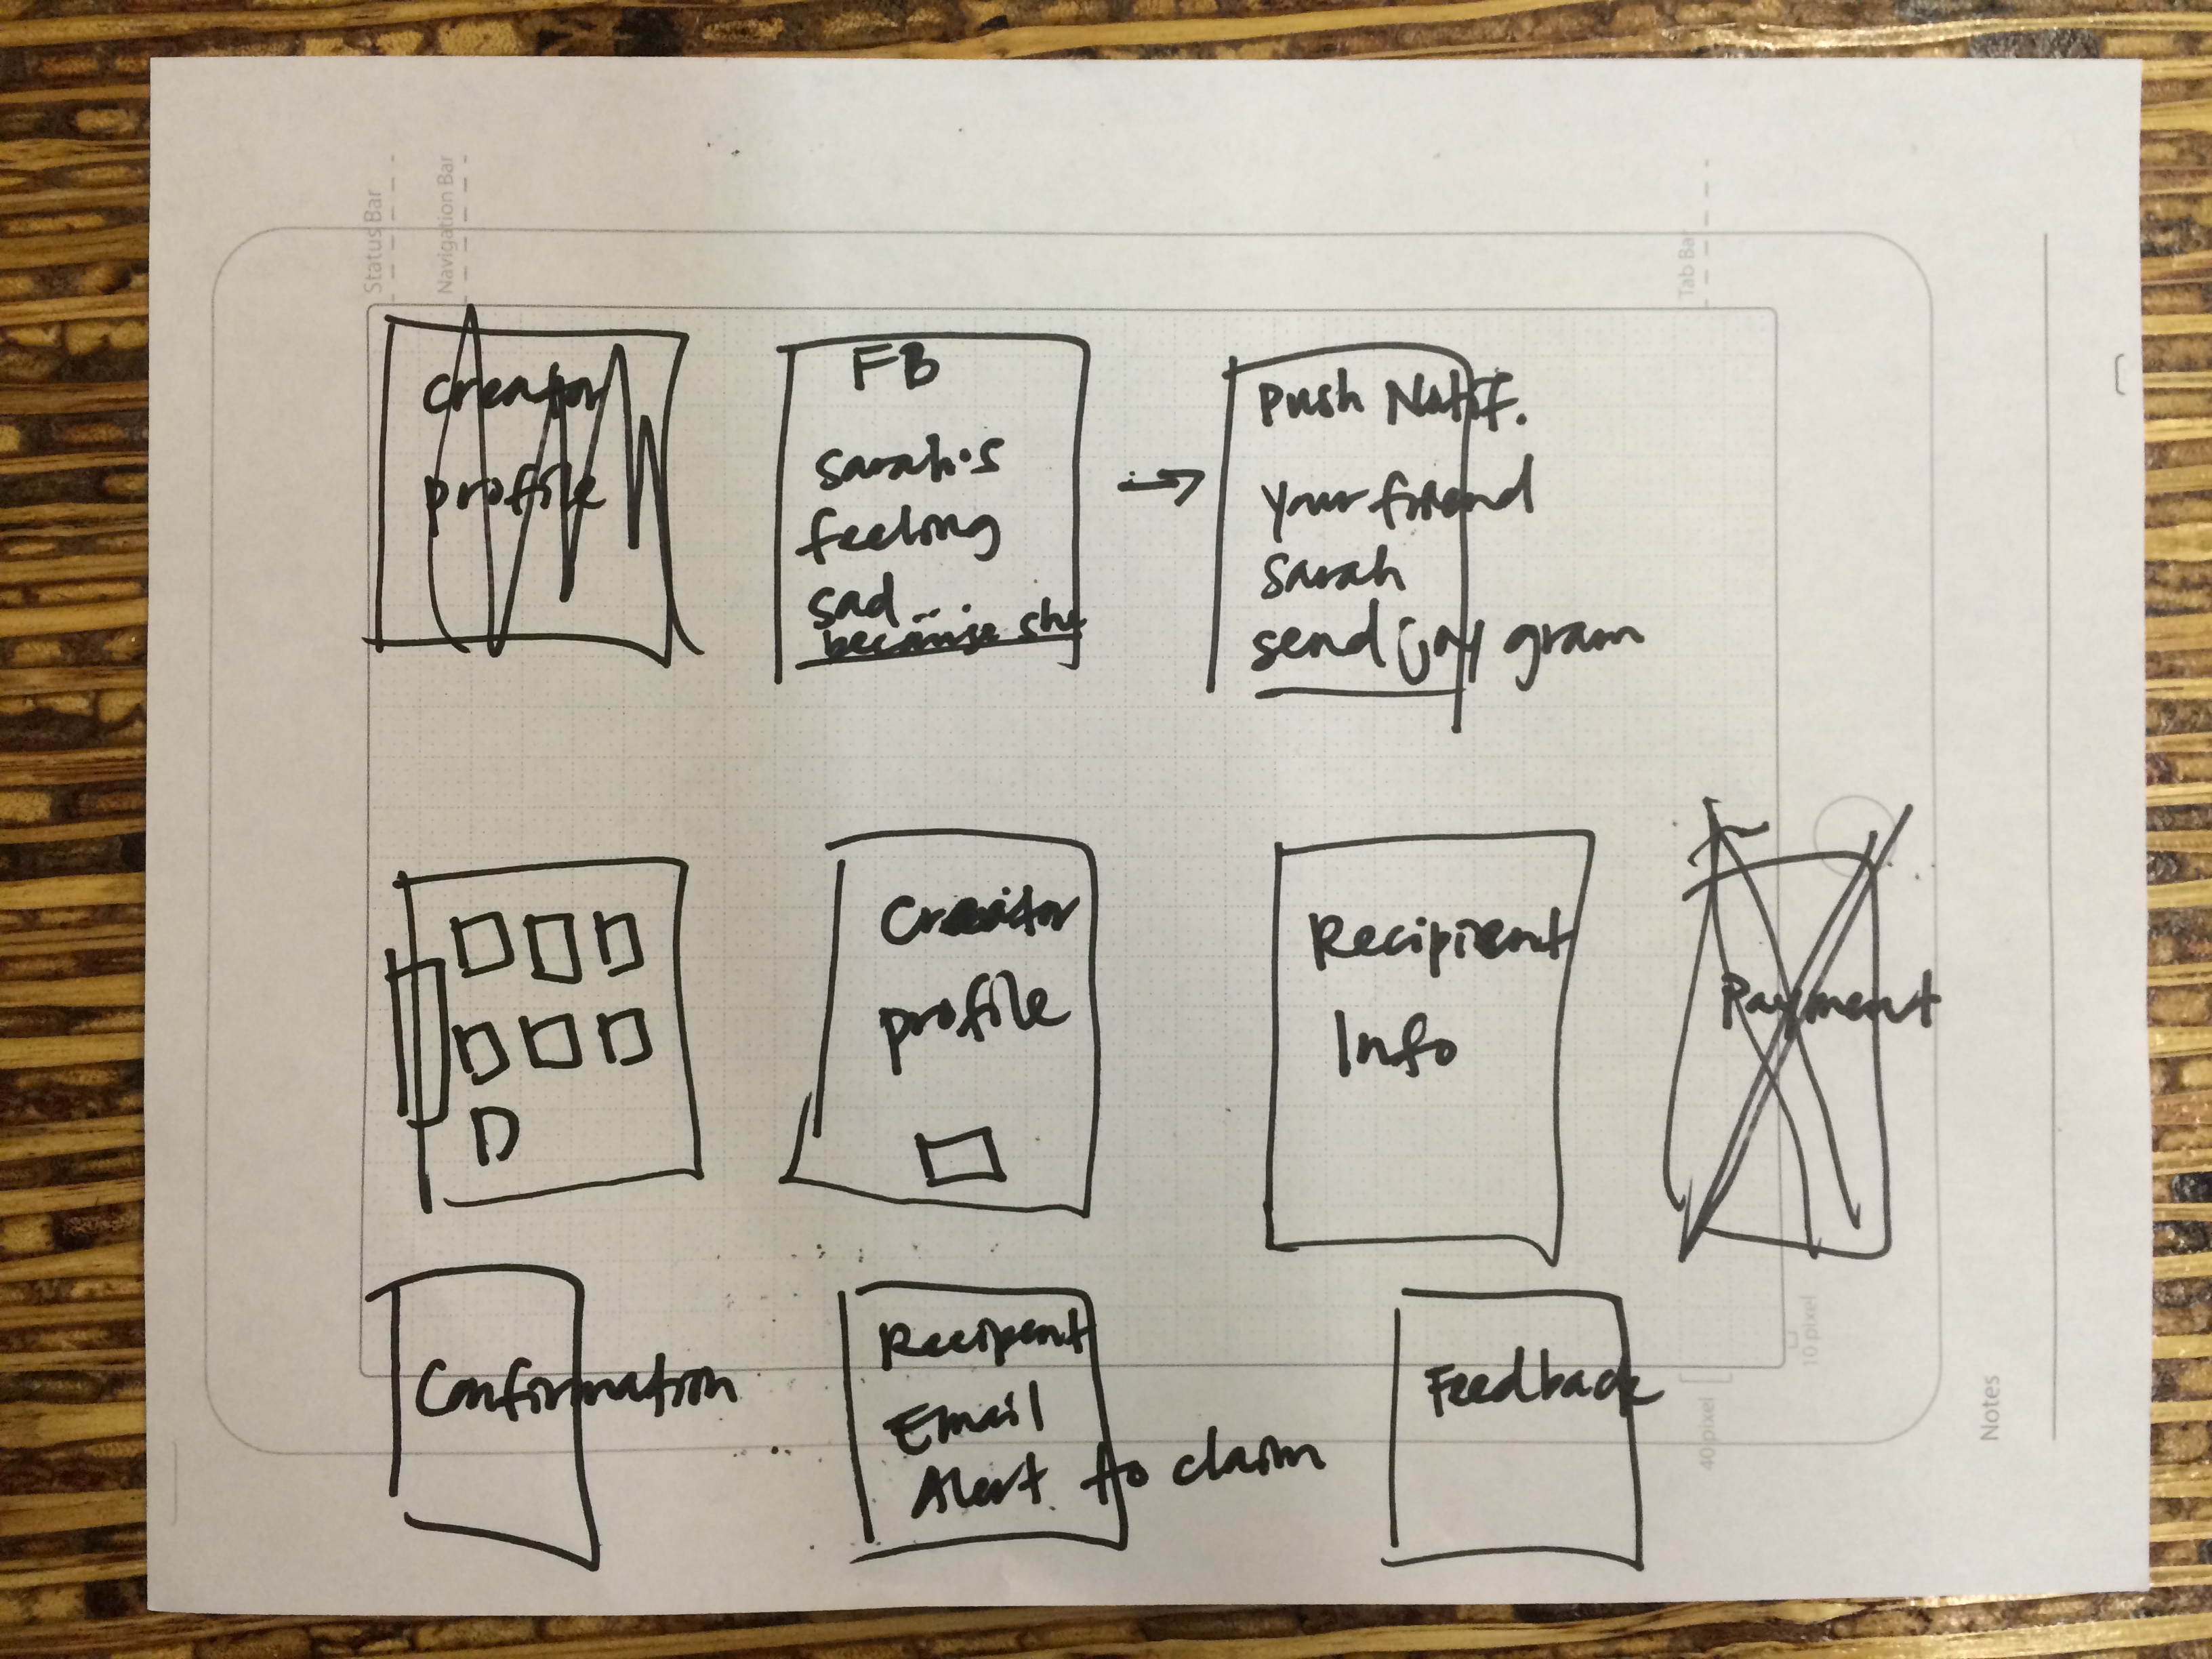 Status Bar
Navigation Bar
Tab Bar
creator
profile
FB
Sarah's
feeling
sad...
because she
Push Notif.
your friend
Sarah
send joy gram
Creator
profile
Recipient
Info
Payment
Confirmation
Recipent
Email
Alert to claim
Feedback
10 pixel
40 pixel
Notes